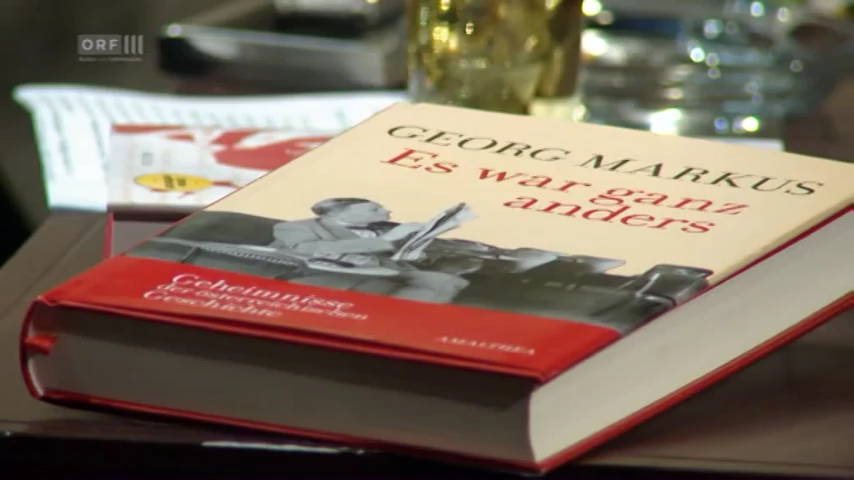 ORF III
GEORG MARKUS
Es war ganz
anders
Geheimnisse
der österreichischen
Geschichte
AMALTHEA